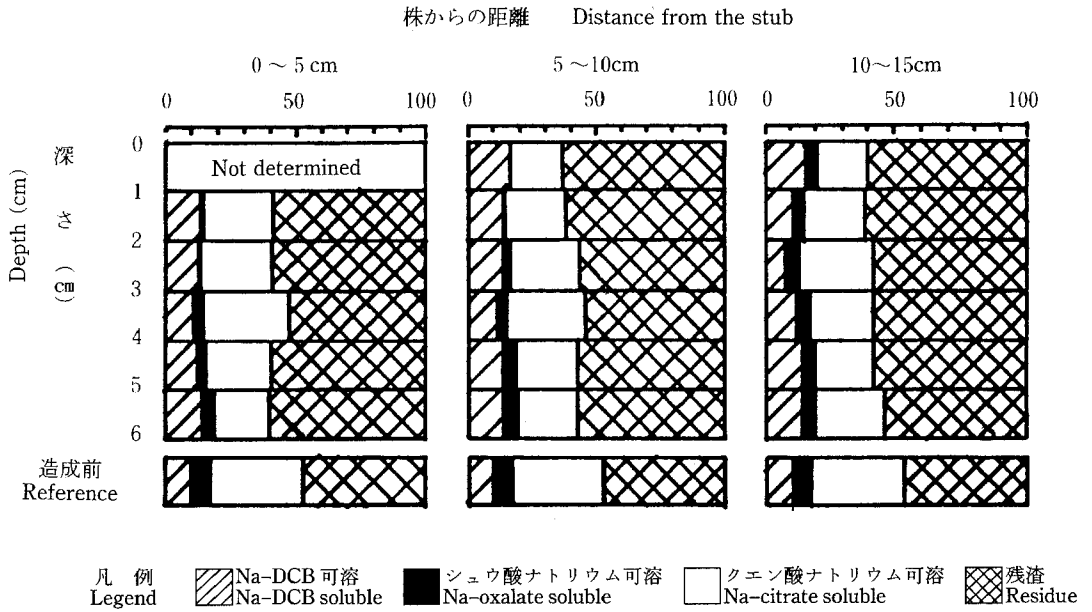 株からの距離 Distance from the stub
0 ～ 5 cm 5 ～10cm 10～15cm
0 50 100 0 50 100 0 50 100
深さ (cm)
Depth (cm)
0
Not determined
1
2
3
4
5
6
造成前
Reference
凡 例
Legend
Na-DCB 可溶
Na-DCB soluble
シュウ酸ナトリウム可溶
Na-oxalate soluble
クエン酸ナトリウム可溶
Na-citrate soluble
残渣
Residue